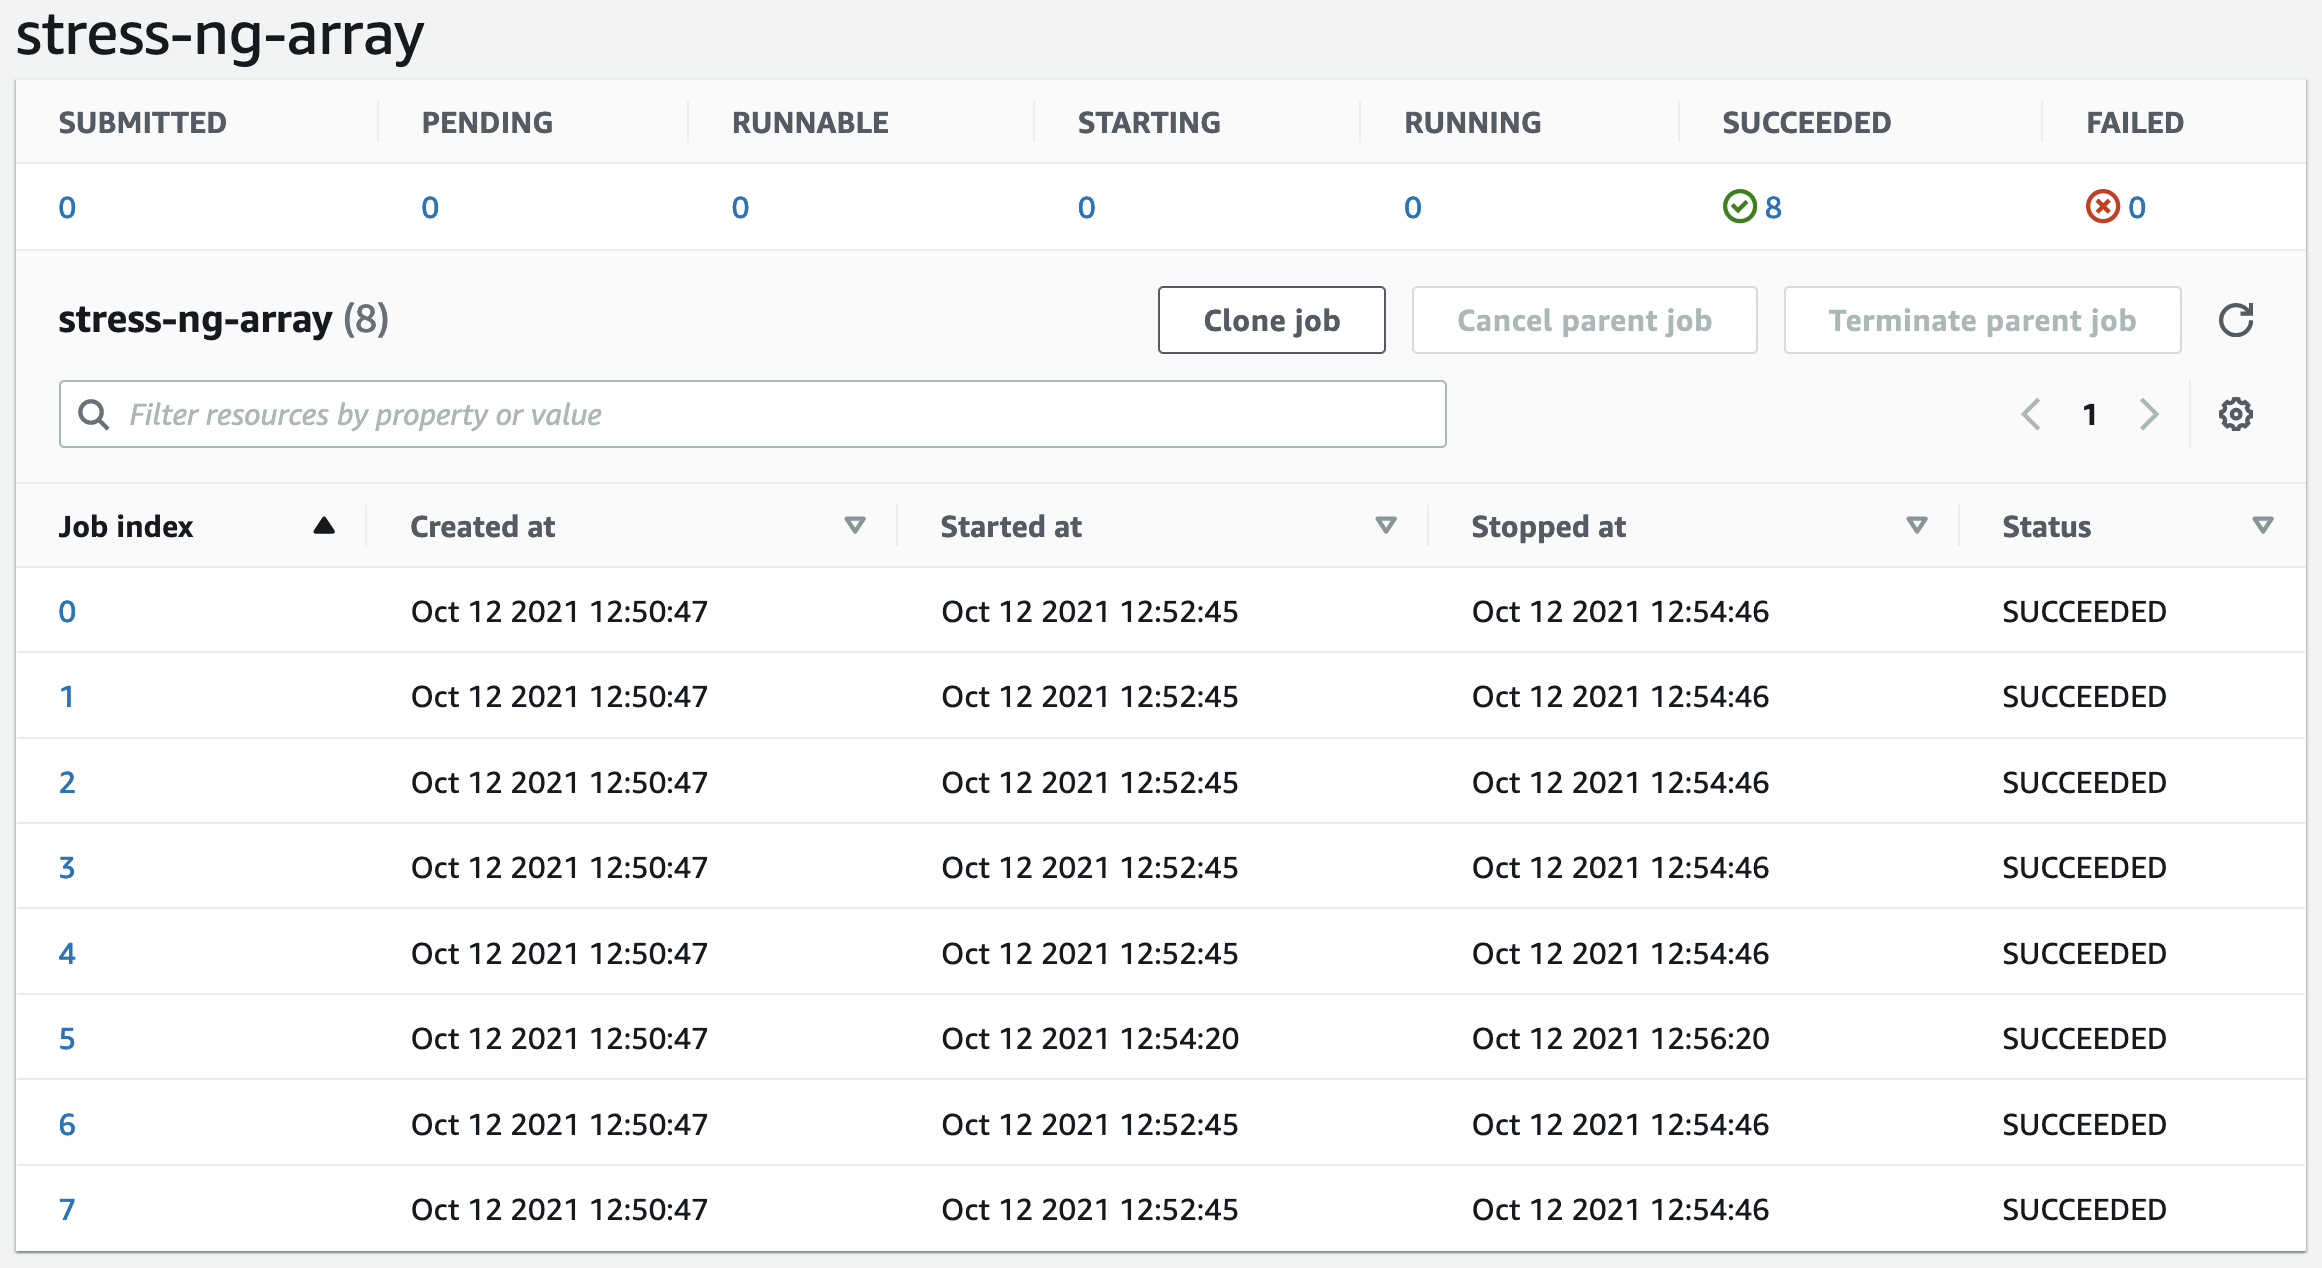 stress-ng-array
SUBMITTED PENDING RUNNABLE STARTING RUNNING SUCCEEDED FAILED
0 0 0 0 0 8 0
stress-ng-array (8) Clone job Cancel parent job Terminate parent job
Filter resources by property or value 1
Job index Created at Started at Stopped at Status
0 Oct 12 2021 12:50:47 Oct 12 2021 12:52:45 Oct 12 2021 12:54:46 SUCCEEDED
1 Oct 12 2021 12:50:47 Oct 12 2021 12:52:45 Oct 12 2021 12:54:46 SUCCEEDED
2 Oct 12 2021 12:50:47 Oct 12 2021 12:52:45 Oct 12 2021 12:54:46 SUCCEEDED
3 Oct 12 2021 12:50:47 Oct 12 2021 12:52:45 Oct 12 2021 12:54:46 SUCCEEDED
4 Oct 12 2021 12:50:47 Oct 12 2021 12:52:45 Oct 12 2021 12:54:46 SUCCEEDED
5 Oct 12 2021 12:50:47 Oct 12 2021 12:54:20 Oct 12 2021 12:56:20 SUCCEEDED
6 Oct 12 2021 12:50:47 Oct 12 2021 12:52:45 Oct 12 2021 12:54:46 SUCCEEDED
7 Oct 12 2021 12:50:47 Oct 12 2021 12:52:45 Oct 12 2021 12:54:46 SUCCEEDED